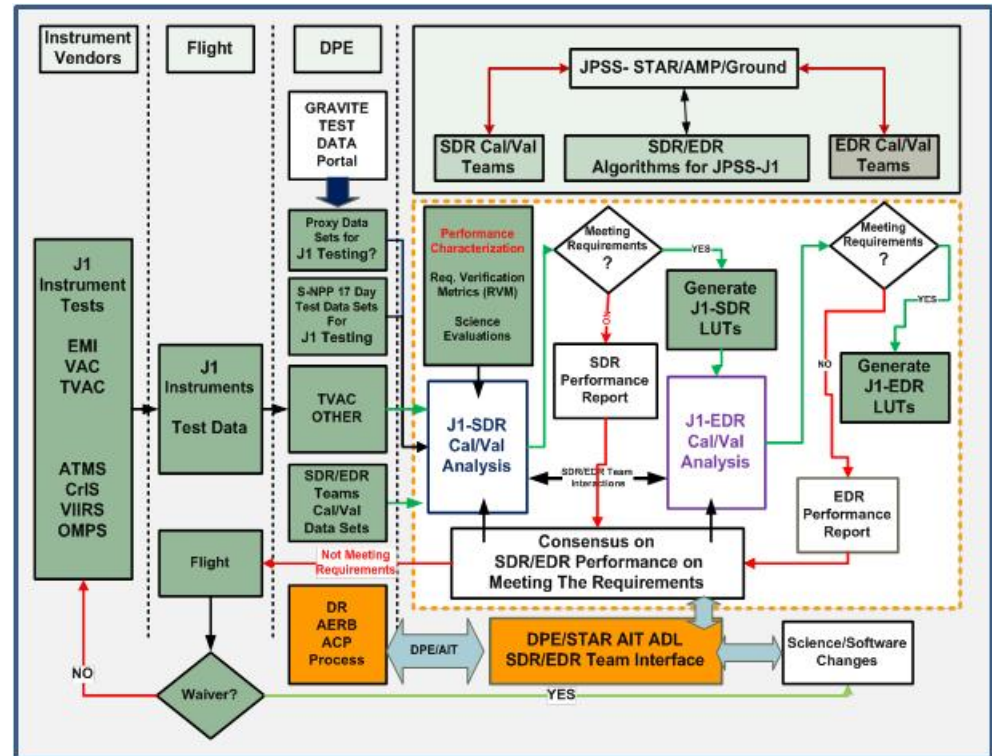 Instrument
Vendors
Flight
DPE
GRAVITE
TEST
DATA
Portal
JPSS- STAR/AMP/Ground
SDR Cal/Val
Teams
SDR/EDR
Algorithms for JPSS-J1
EDR Cal/Val
Teams
J1
Instrument
Tests
EMI
VAC
TVAC
ATMS
CrIS
VIIRS
OMPS
J1
Instruments
Test Data
Proxy Data
Sets for
J1 Testing?
S-NPP 17 Day
Test Data Sets
For
J1 Testing
TVAC
OTHER
SDR/EDR
Teams
Cal/Val
Data Sets
Performance
Characterization
Req. Verification
Metrics (RVM)
Science
Evaluations
Meeting
Requirements
?
YES
NO
Generate
J1-SDR
LUTs
SDR
Performance
Report
J1-SDR
Cal/Val
Analysis
SDR/EDR Team
Interactions
J1-EDR
Cal/Val
Analysis
Meeting
Requirements
?
YES
NO
Generate
J1-EDR
LUTs
EDR
Performance
Report
Consensus on
SDR/EDR Performance on
Meeting The Requirements
Not Meeting
Requirements
Flight
DR
AERB
ACP
Process
DPE/AIT
DPE/STAR AIT ADL
SDR/EDR Team Interface
Science/Software
Changes
NO
Waiver?
YES